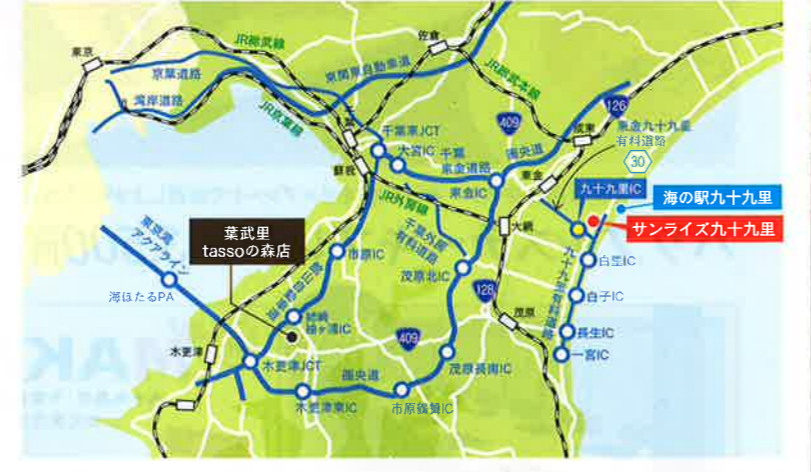 東京
JR総武線
京葉道路
湾岸道路
JR京葉線
東関東自動車道
佐倉
JR総武本線
409
126
成東
東金九十九里
有料道路
30
千葉東JCT
大宮IC
千葉
東金道路
圏央道
東金
東金IC
蘇我
JR外房線
千葉外房
有料道路
大網
九十九里IC
海の駅九十九里
サンライズ九十九里
九十九里有料道路
白里IC
白子IC
長生IC
一宮IC
葉武里
tassoの森店
東京湾
アクアライン
海ほたるPA
市原IC
館山自動車道
姉崎
袖ヶ浦IC
茂原北IC
128
茂原
409
木更津
木更津JCT
圏央道
茂原長南IC
木更津東IC
市原鶴舞IC